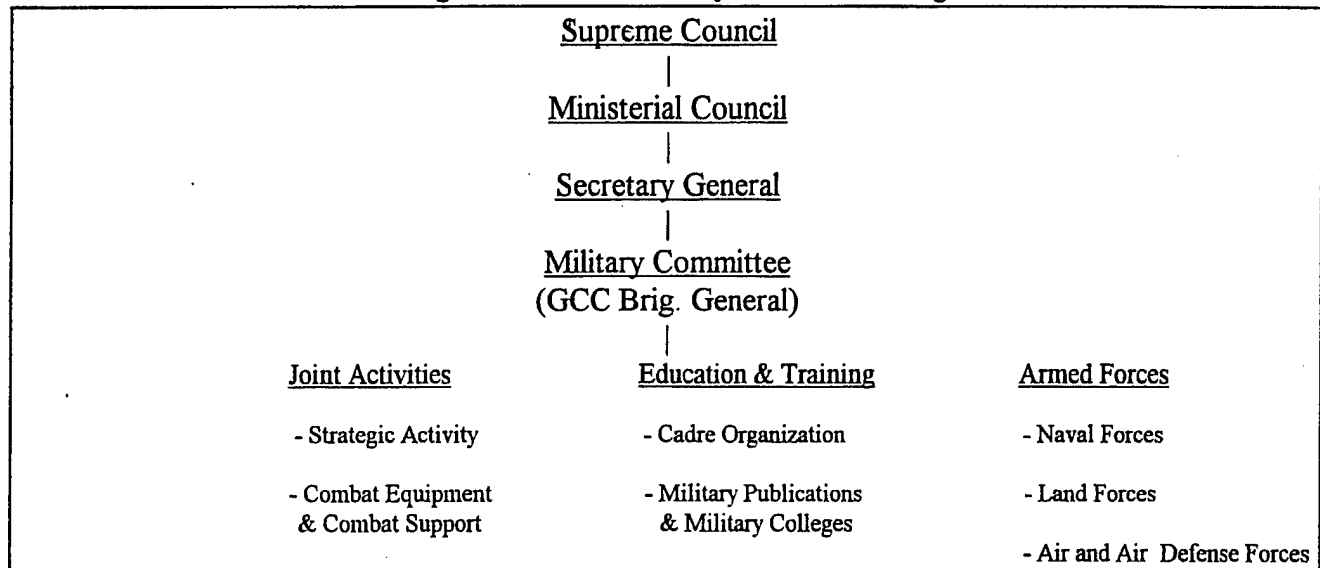 Supreme Council
Ministerial Council
Secretary General
Military Committee
(GCC Brig. General)
Joint Activities
- Strategic Activity
- Combat Equipment
& Combat Support
Education & Training
- Cadre Organization
- Military Publications
& Military Colleges
Armed Forces
- Naval Forces
- Land Forces
- Air and Air Defense Forces